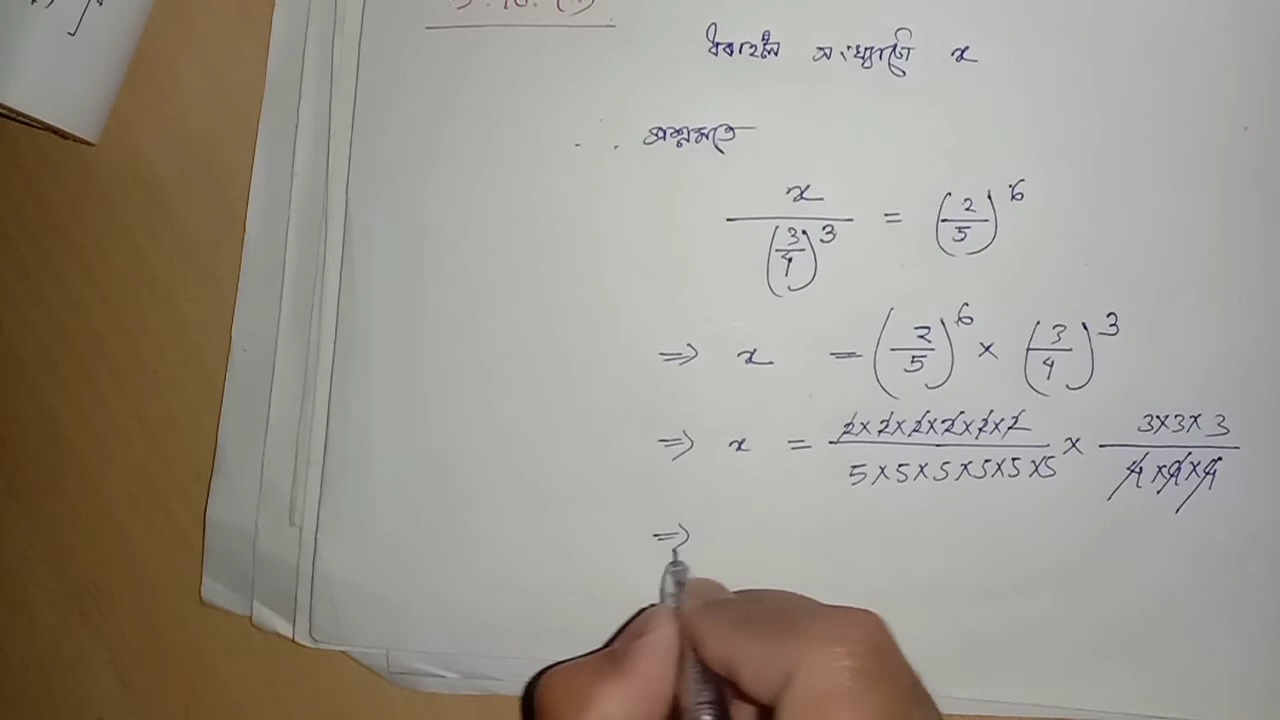 ধৰাহলৈ সংখ্যাটো x
∴ প্ৰশ্নমতে
x / (3/4)^3 = (2/5)^6
=> x = (2/5)^6 × (3/4)^3
=> x = 2×2×2×2×2×2 / 5×5×5×5×5×5 × 3×3×3 / 4×4×4
=>